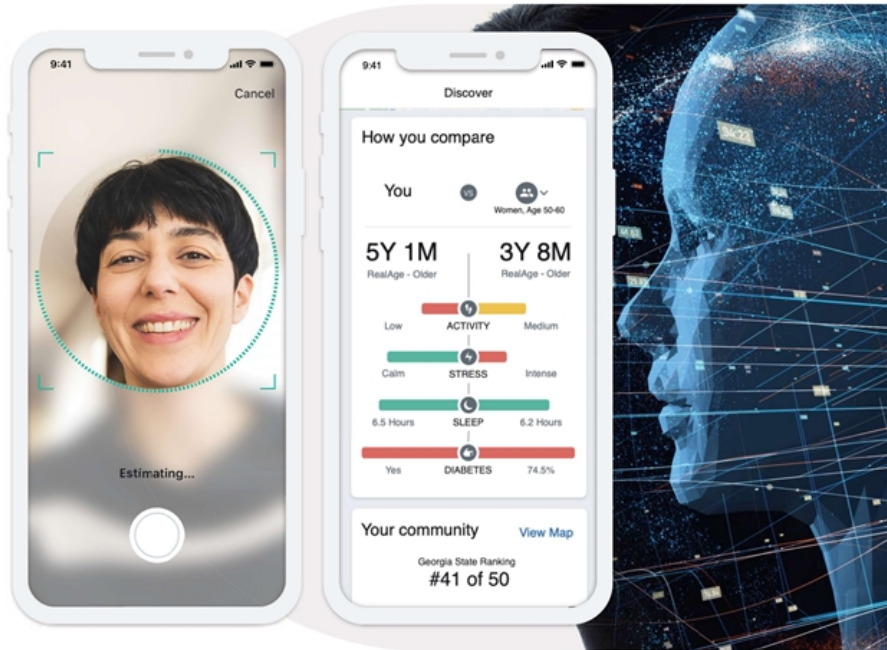 9:41
Cancel
Estimating...
9:41
Discover
How you compare
You
VS
Women, Age 50-60
5Y 1M
3Y 8M
RealAge - Older
RealAge - Older
Low
ACTIVITY
Medium
Calm
STRESS
Intense
6.5 Hours
SLEEP
6.2 Hours
Yes
DIABETES
74.5%
Your community
View Map
Georgia State Ranking
#41 of 50